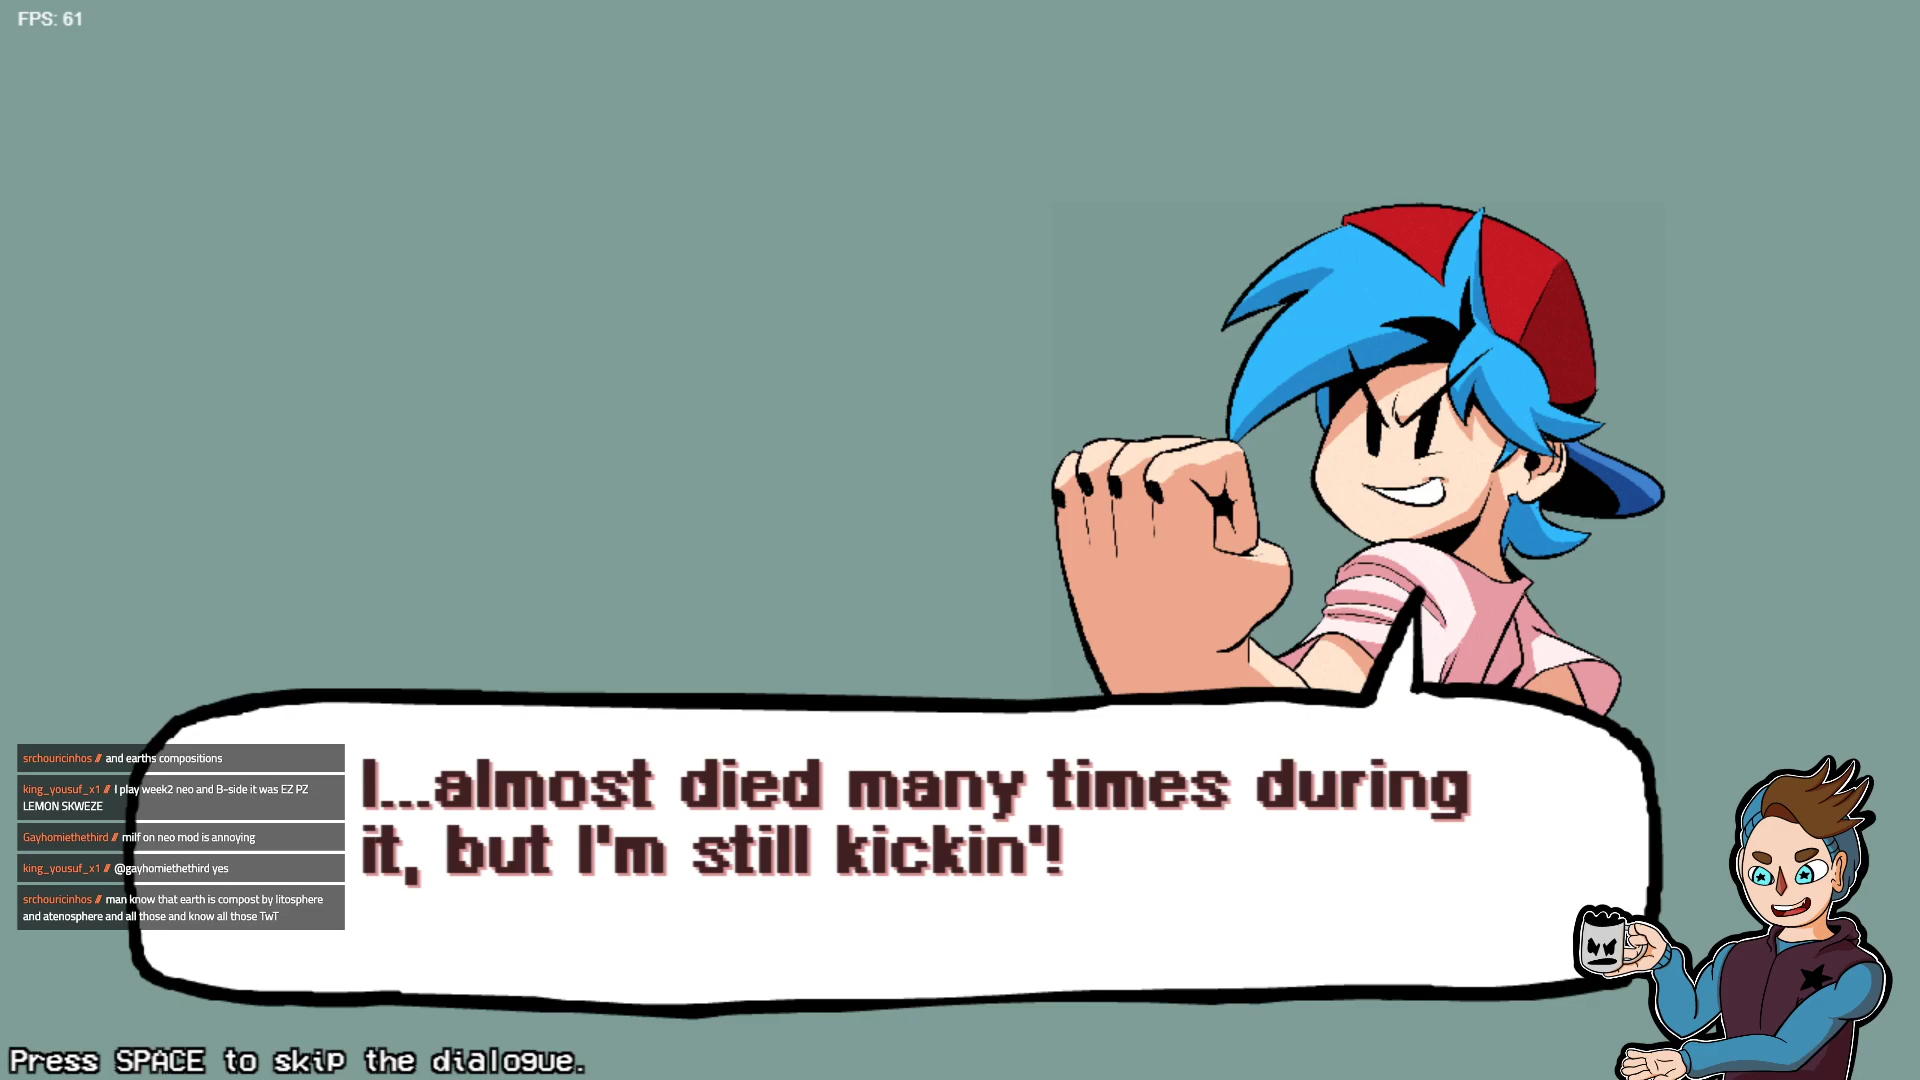 FPS: 61
srchouricinhos // and earths compositions
king_yousuf_x1 // I play week2 neo and B-side it was EZ PZ
LEMON SKWEZE
Gayhomiethethird // milf on neo mod is annoying
king_yousuf_x1 // @gayhomiethethird yes
srchouricinhos // man know that earth is compost by litosphere
and atenosphere and all those and know all those TwT
I...almost died many times during
it, but I'm still kickin'!
Press SPACE to skip the dialogue.